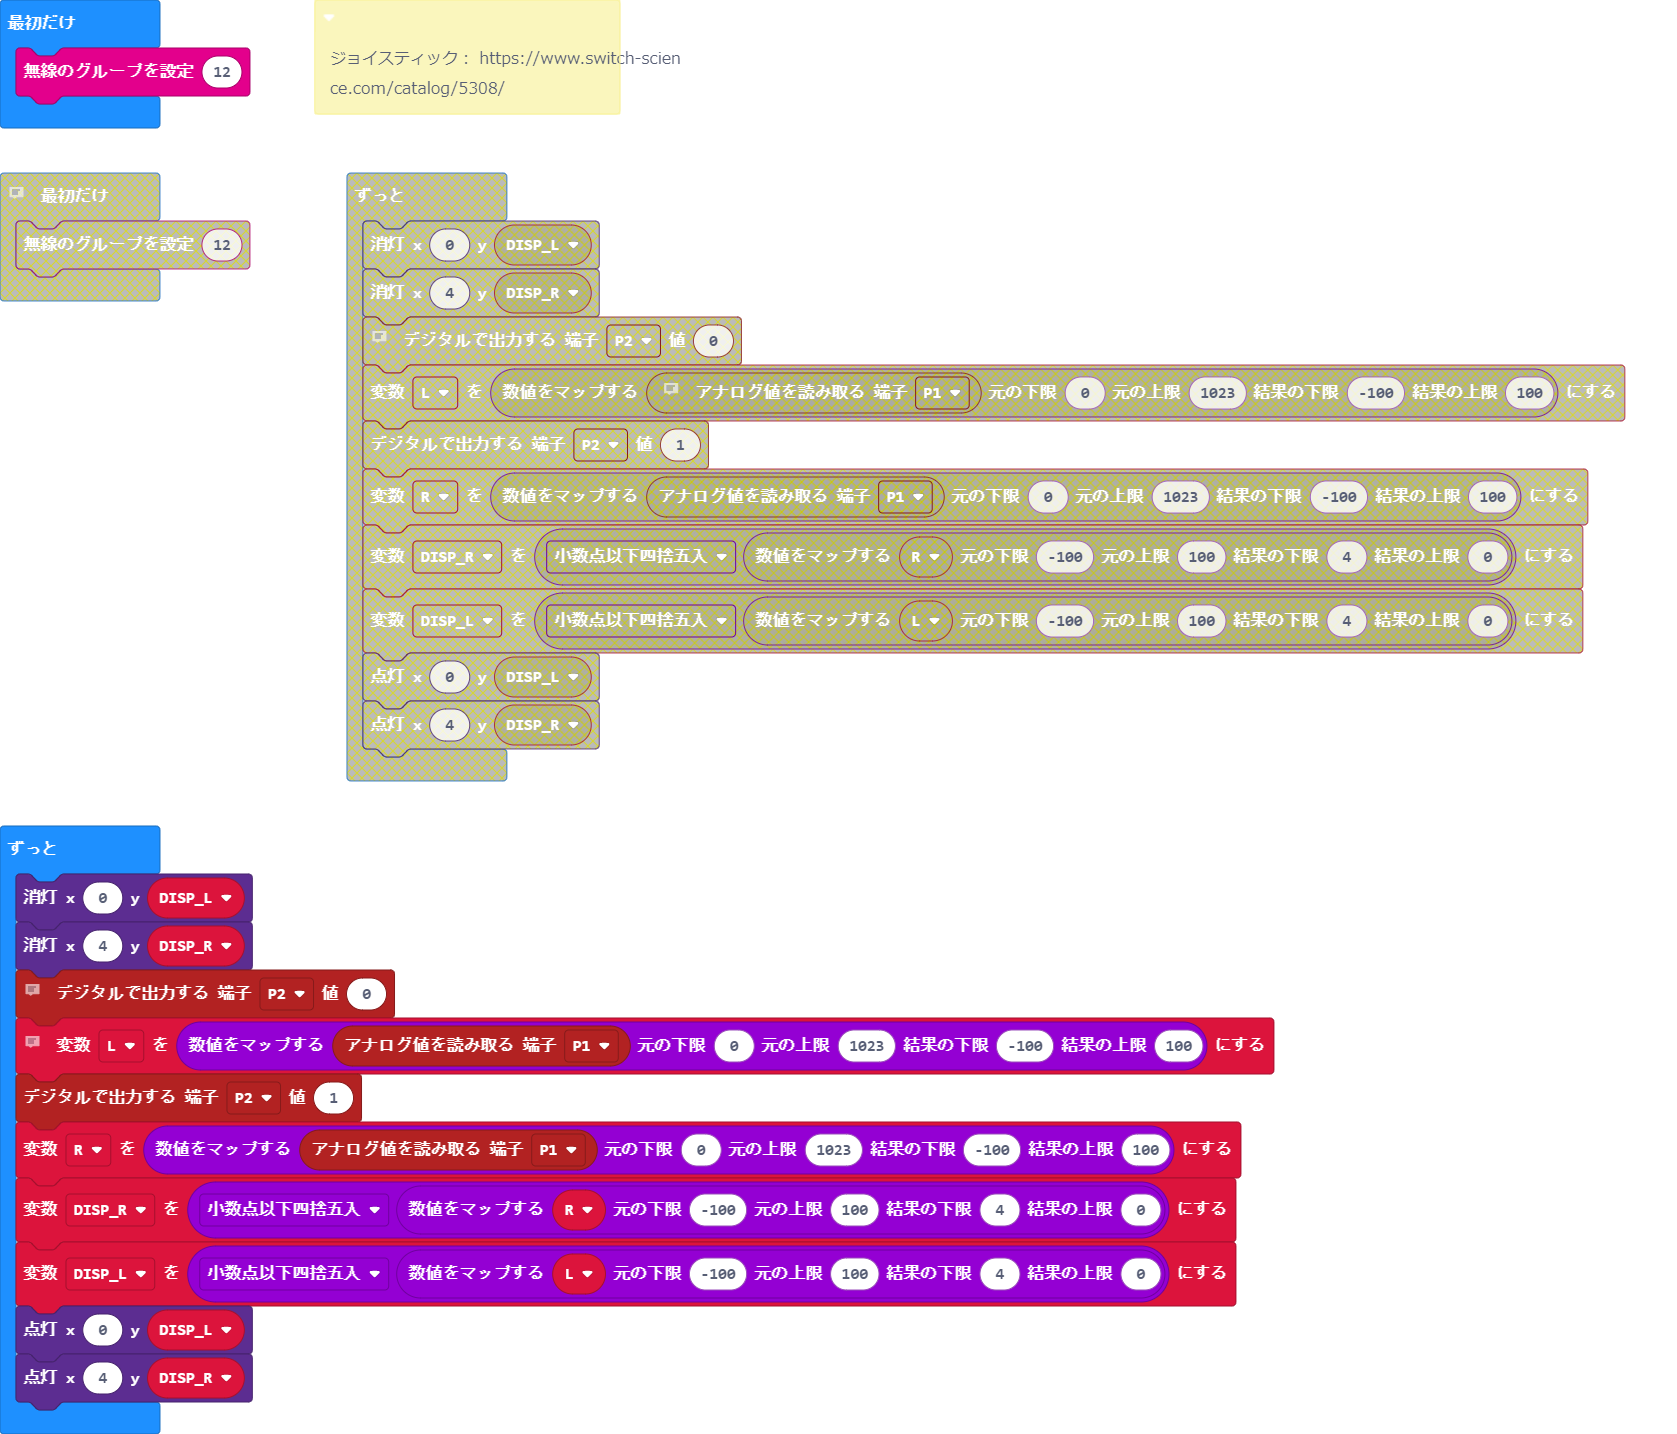 最初だけ
無線のグループを設定 12
ジョイスティック： https://www.switch-scien
ce.com/catalog/5308/
最初だけ
無線のグループを設定 12
ずっと
消灯 x 0 y DISP_L
消灯 x 4 y DISP_R
デジタルで出力する 端子 P2 値 0
変数 L を 数値をマップする アナログ値を読み取る 端子 P1 元の下限 0 元の上限 1023 結果の下限 -100 結果の上限 100 にする
デジタルで出力する 端子 P2 値 1
変数 R を 数値をマップする アナログ値を読み取る 端子 P1 元の下限 0 元の上限 1023 結果の下限 -100 結果の上限 100 にする
変数 DISP_R を 小数点以下四捨五入 数値をマップする R 元の下限 -100 元の上限 100 結果の下限 4 結果の上限 0 にする
変数 DISP_L を 小数点以下四捨五入 数値をマップする L 元の下限 -100 元の上限 100 結果の下限 4 結果の上限 0 にする
点灯 x 0 y DISP_L
点灯 x 4 y DISP_R
ずっと
消灯 x 0 y DISP_L
消灯 x 4 y DISP_R
デジタルで出力する 端子 P2 値 0
変数 L を 数値をマップする アナログ値を読み取る 端子 P1 元の下限 0 元の上限 1023 結果の下限 -100 結果の上限 100 にする
デジタルで出力する 端子 P2 値 1
変数 R を 数値をマップする アナログ値を読み取る 端子 P1 元の下限 0 元の上限 1023 結果の下限 -100 結果の上限 100 にする
変数 DISP_R を 小数点以下四捨五入 数値をマップする R 元の下限 -100 元の上限 100 結果の下限 4 結果の上限 0 にする
変数 DISP_L を 小数点以下四捨五入 数値をマップする L 元の下限 -100 元の上限 100 結果の下限 4 結果の上限 0 にする
点灯 x 0 y DISP_L
点灯 x 4 y DISP_R